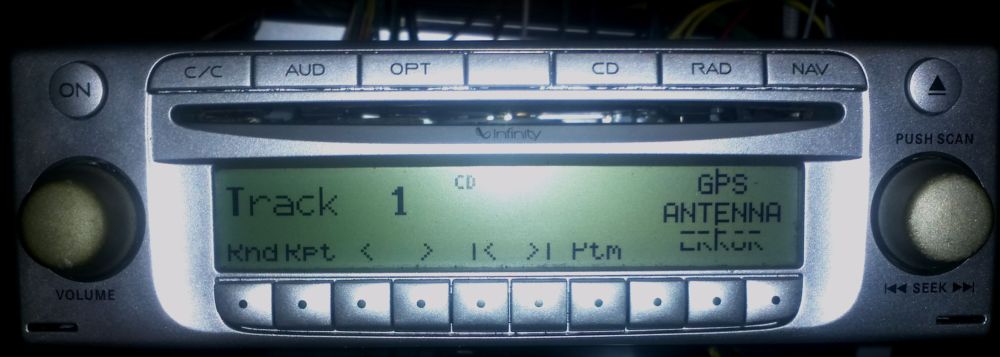 ON
C/C AUD OPT CD RAD NAV
infinity
PUSH SCAN
CD
Track 1
GPS
ANTENNA
ERROR
Rnd Rpt < > |< >| Ptm
VOLUME
SEEK